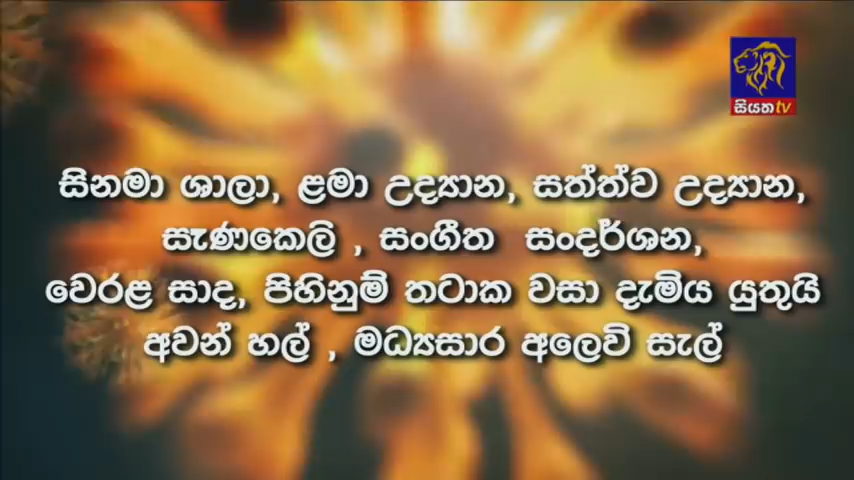 සියත tv
සිනමා ශාලා, ළමා උද්‍යාන, සත්ත්ව උද්‍යාන,
සැණකෙලි , සංගීත සංදර්ශන,
වෙරළ සාද, පිහිනුම් තටාක වසා දැමිය යුතුයි
අවන් හල් , මධ්‍යසාර අලෙවි සැල්